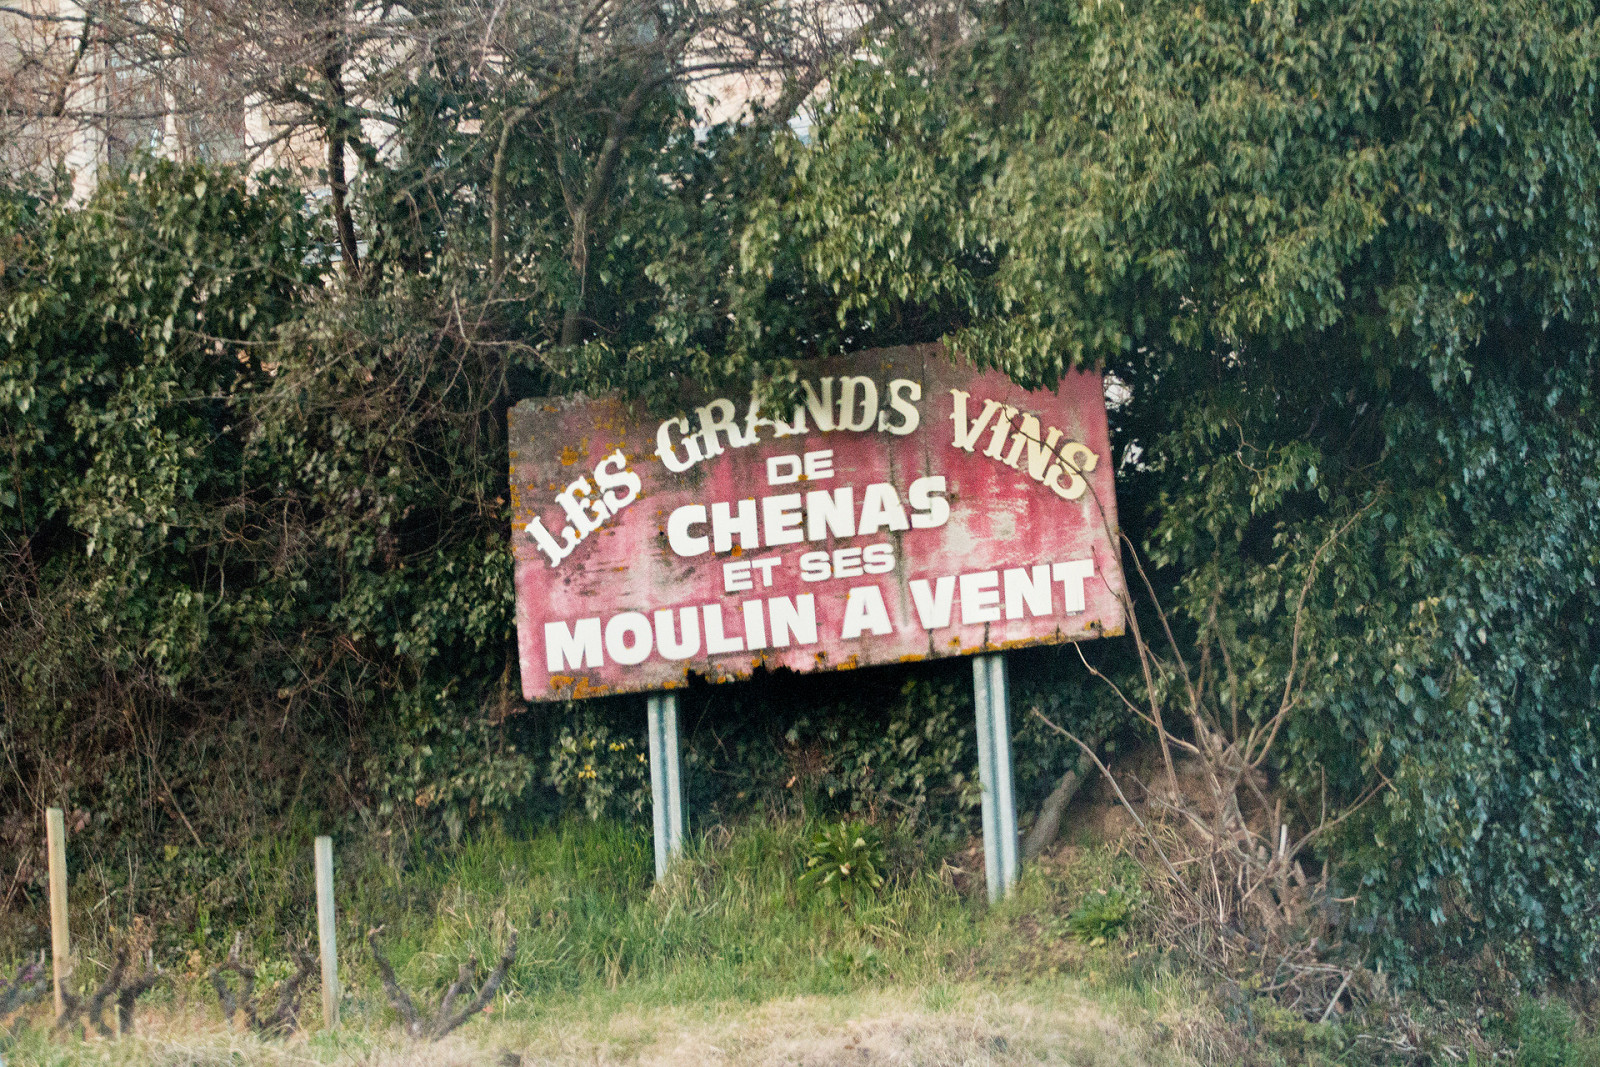 LES GRANDS VINS
DE
CHENAS
ET SES
MOULIN A VENT